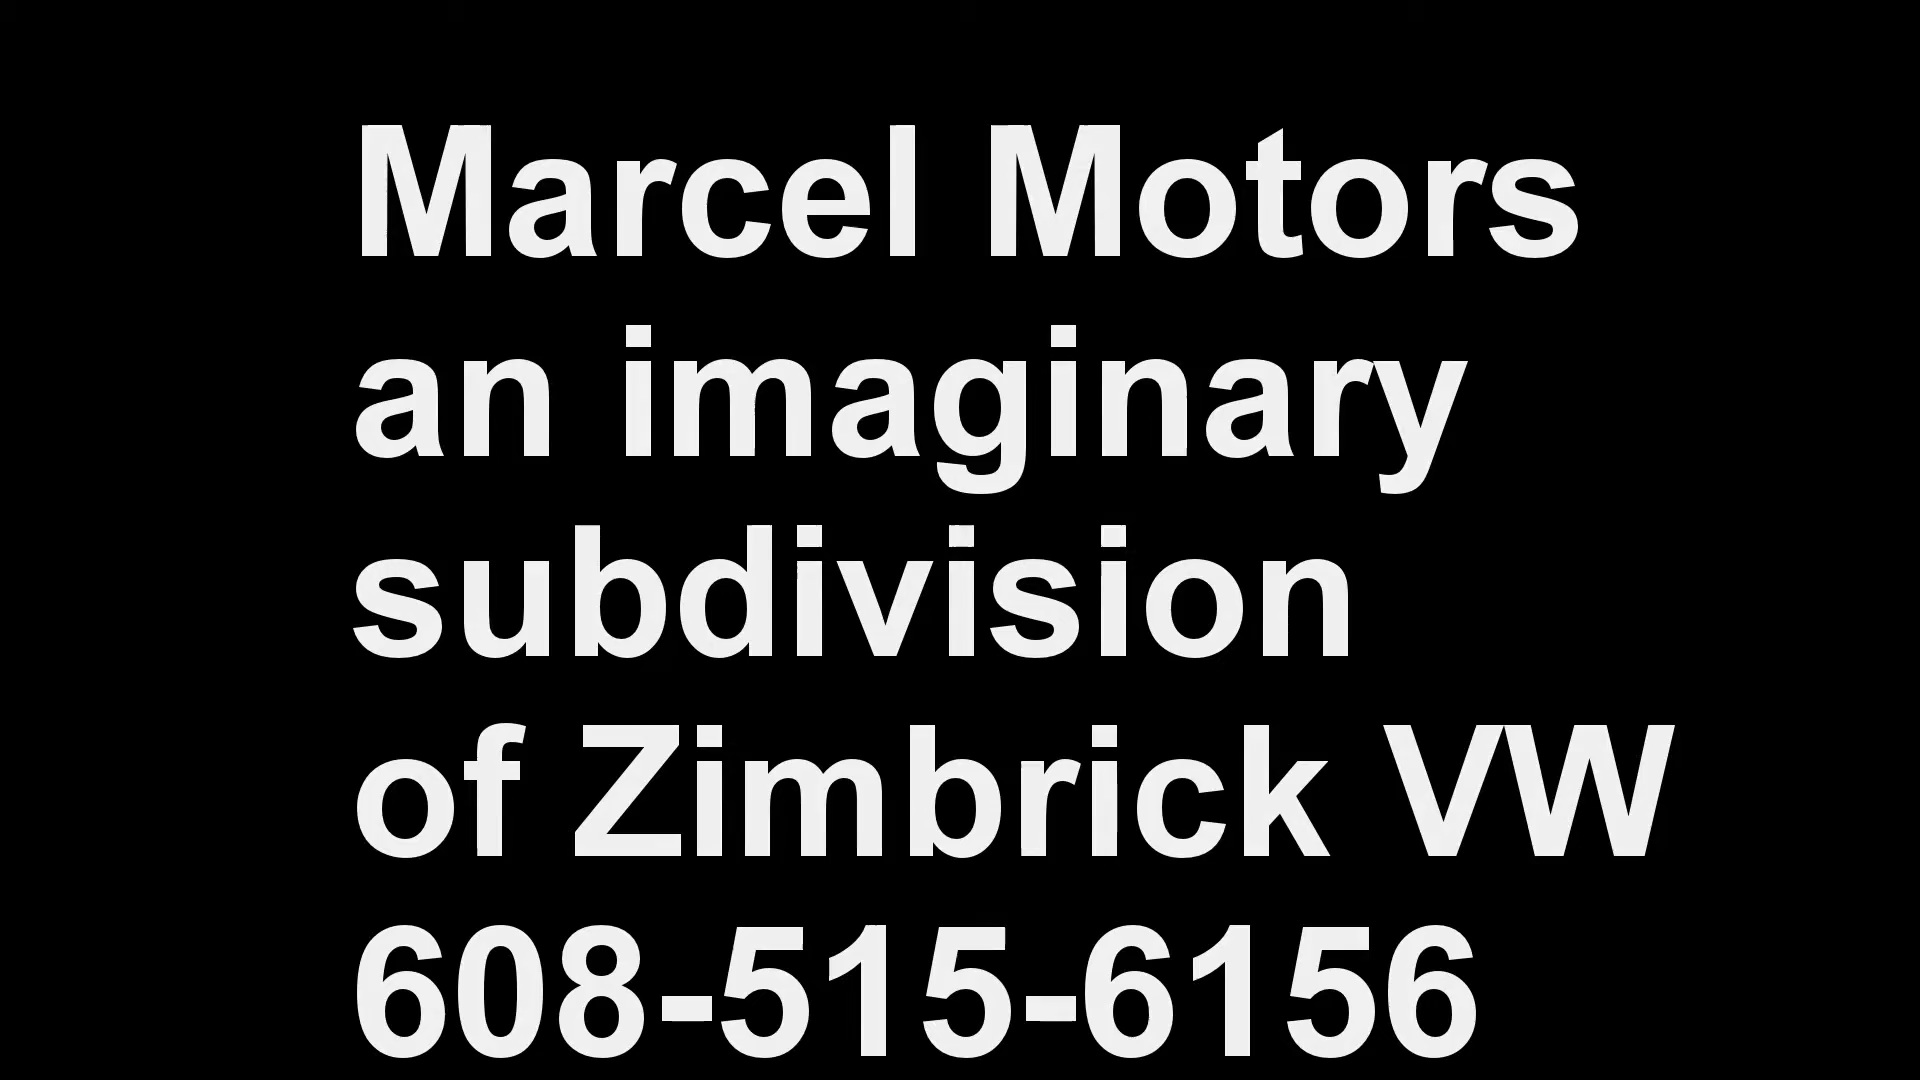 Marcel Motors
an imaginary
subdivision
of Zimbrick VW
608-515-6156